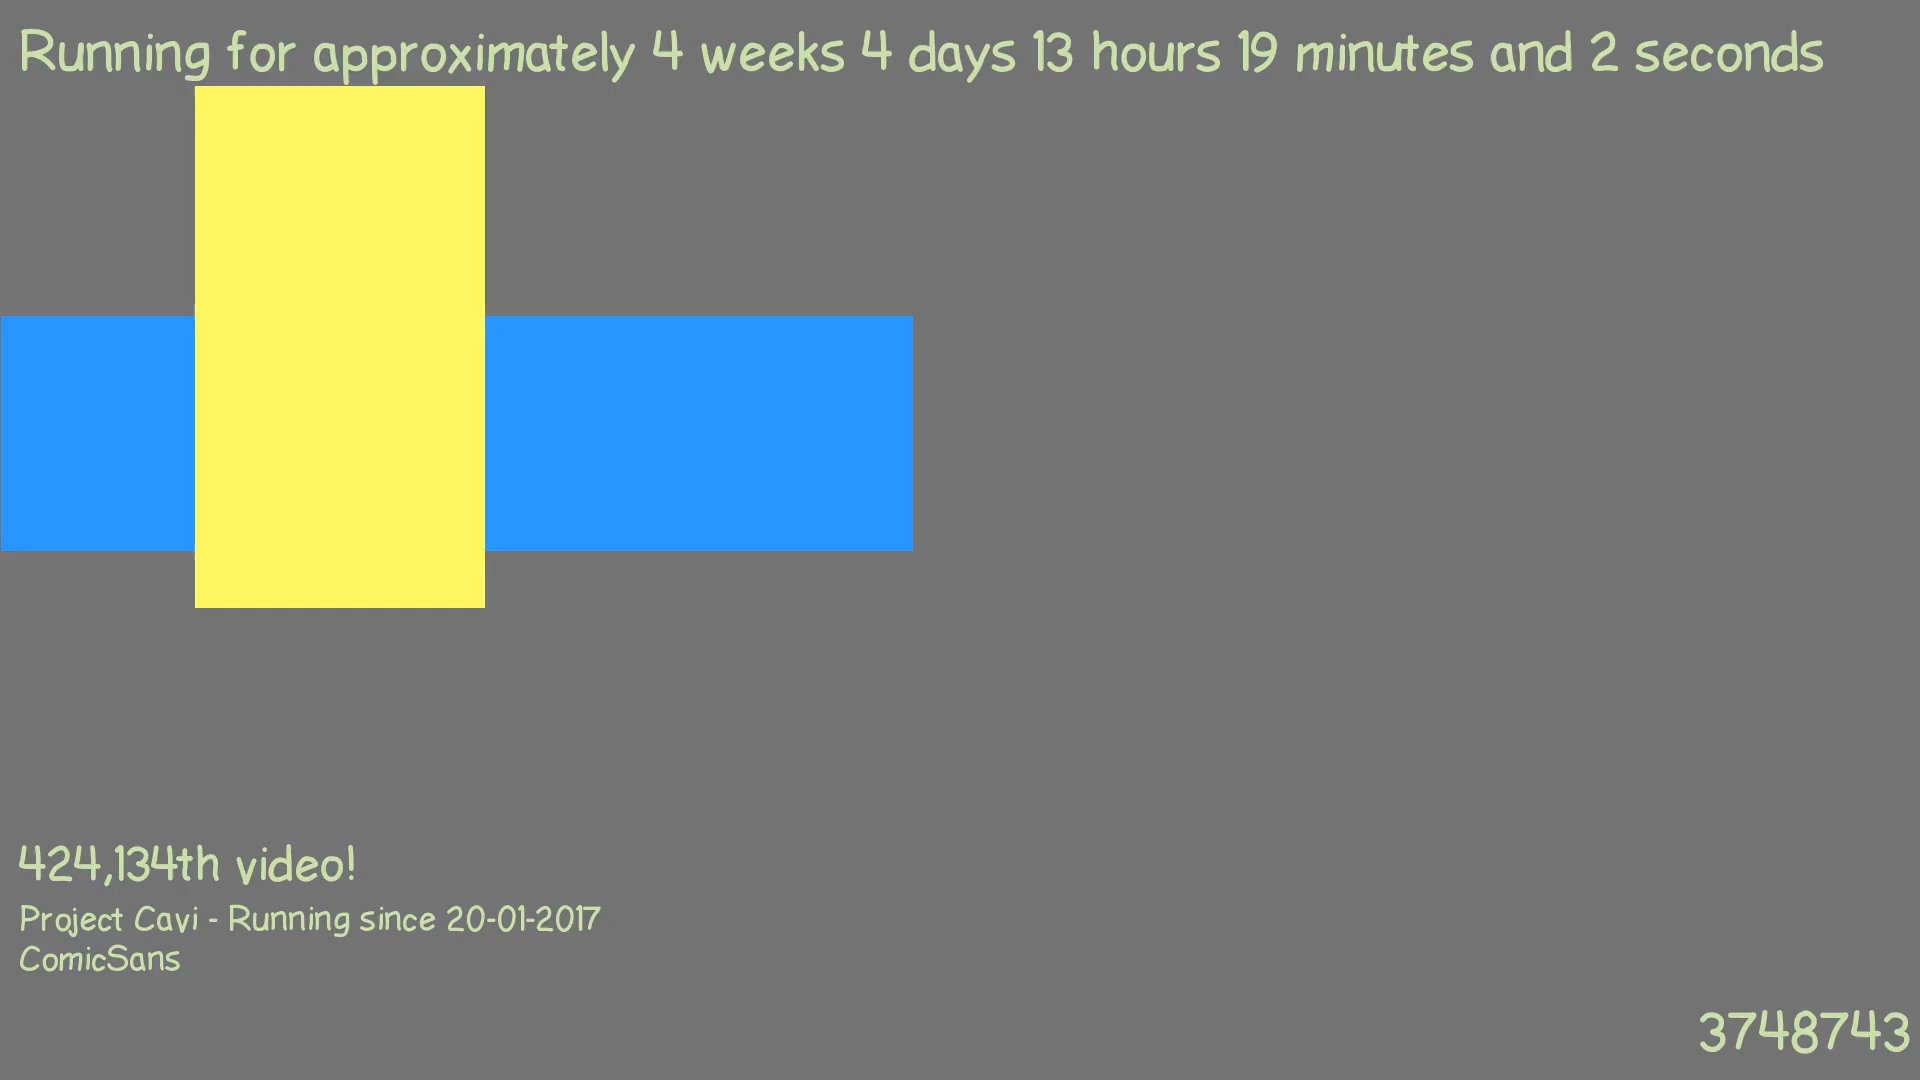 Running for approximately 4 weeks 4 days 13 hours 19 minutes and 2 seconds
424,134th video!
Project Cavi - Running since 20-01-2017
ComicSans
3748743